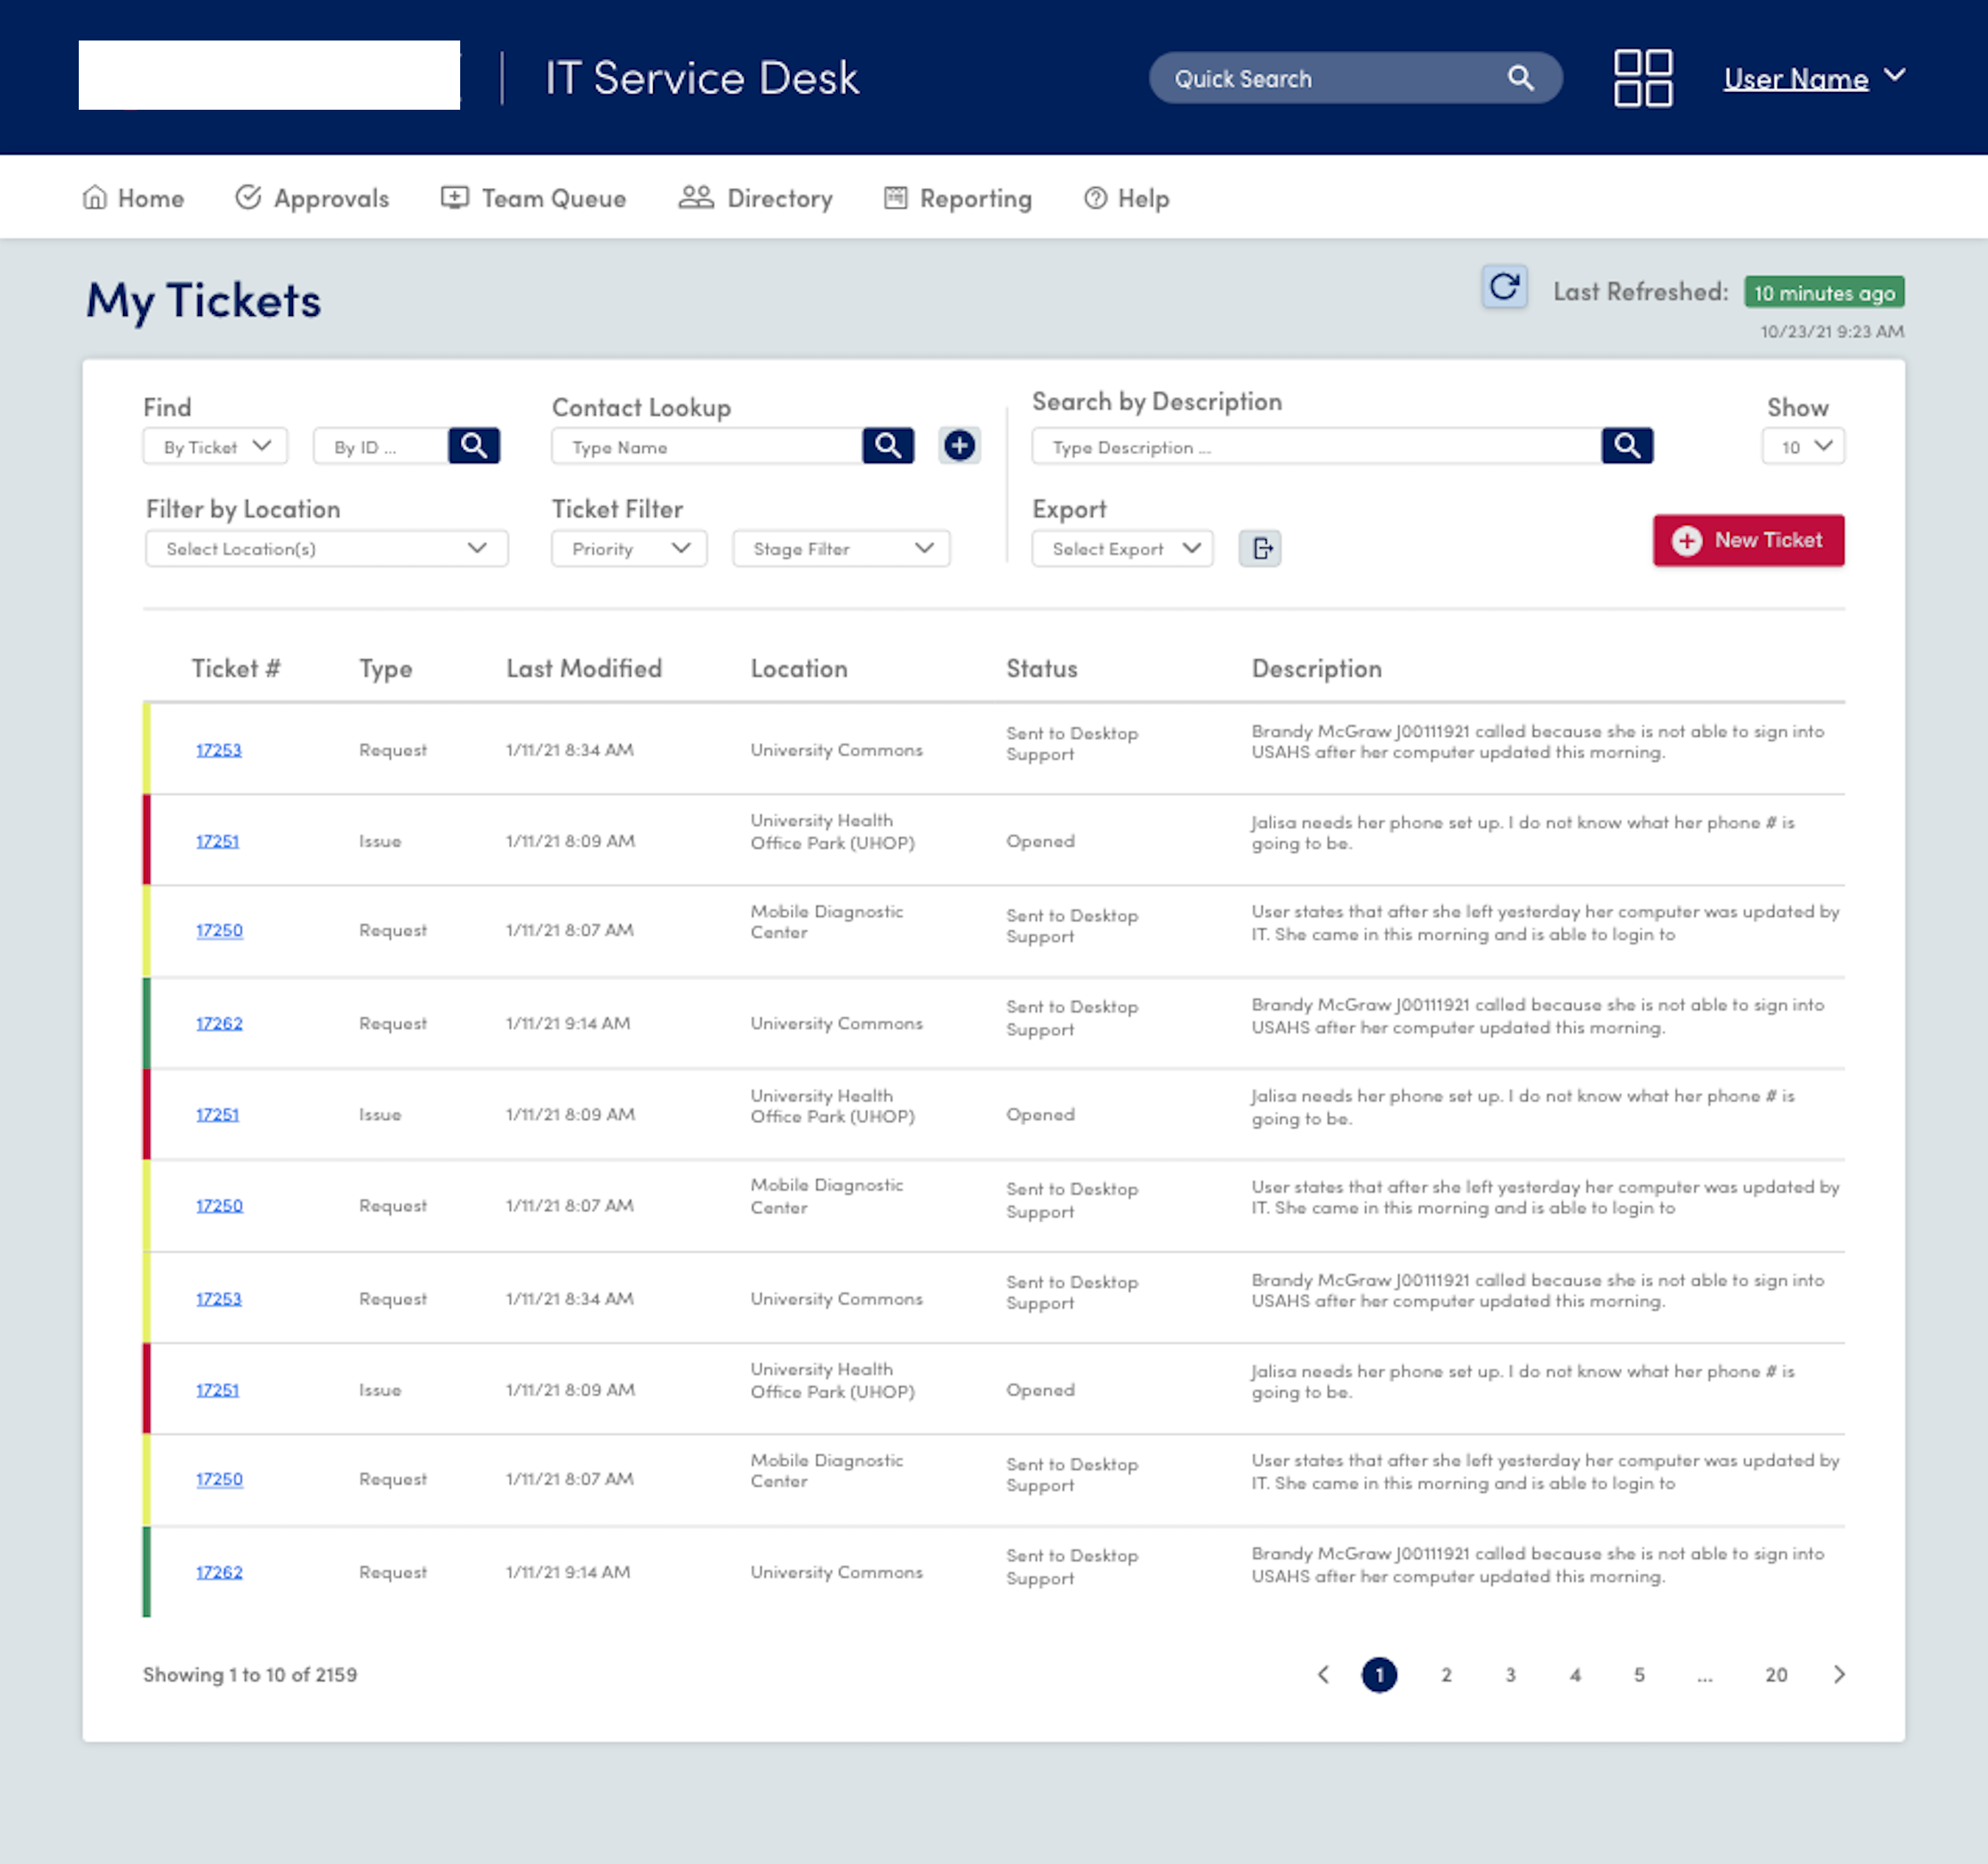 IT Service Desk
Quick Search
User Name
Home
Approvals
Team Queue
Directory
Reporting
Help
My Tickets
Last Refreshed:
10 minutes ago
10/23/21 9:23 AM
Find
By Ticket
By ID ...
Contact Lookup
Type Name
Search by Description
Type Description ...
Show
10
Filter by Location
Select Location(s)
Ticket Filter
Priority
Stage Filter
Export
Select Export
New Ticket
Ticket #
Type
Last Modified
Location
Status
Description
17253
Request
1/11/21 8:34 AM
University Commons
Sent to Desktop
Support
Brandy McGraw J00111921 called because she is not able to sign into
USAHS after her computer updated this morning.
17251
Issue
1/11/21 8:09 AM
University Health
Office Park (UHOP)
Opened
Jalisa needs her phone set up. I do not know what her phone # is
going to be.
17250
Request
1/11/21 8:07 AM
Mobile Diagnostic
Center
Sent to Desktop
Support
User states that after she left yesterday her computer was updated by
IT. She came in this morning and is able to login to
17262
Request
1/11/21 9:14 AM
University Commons
Sent to Desktop
Support
Brandy McGraw J00111921 called because she is not able to sign into
USAHS after her computer updated this morning.
17251
Issue
1/11/21 8:09 AM
University Health
Office Park (UHOP)
Opened
Jalisa needs her phone set up. I do not know what her phone # is
going to be.
17250
Request
1/11/21 8:07 AM
Mobile Diagnostic
Center
Sent to Desktop
Support
User states that after she left yesterday her computer was updated by
IT. She came in this morning and is able to login to
17253
Request
1/11/21 8:34 AM
University Commons
Sent to Desktop
Support
Brandy McGraw J00111921 called because she is not able to sign into
USAHS after her computer updated this morning.
17251
Issue
1/11/21 8:09 AM
University Health
Office Park (UHOP)
Opened
Jalisa needs her phone set up. I do not know what her phone # is
going to be.
17250
Request
1/11/21 8:07 AM
Mobile Diagnostic
Center
Sent to Desktop
Support
User states that after she left yesterday her computer was updated by
IT. She came in this morning and is able to login to
17262
Request
1/11/21 9:14 AM
University Commons
Sent to Desktop
Support
Brandy McGraw J00111921 called because she is not able to sign into
USAHS after her computer updated this morning.
Showing 1 to 10 of 2159
1 2 3 4 5 ... 20